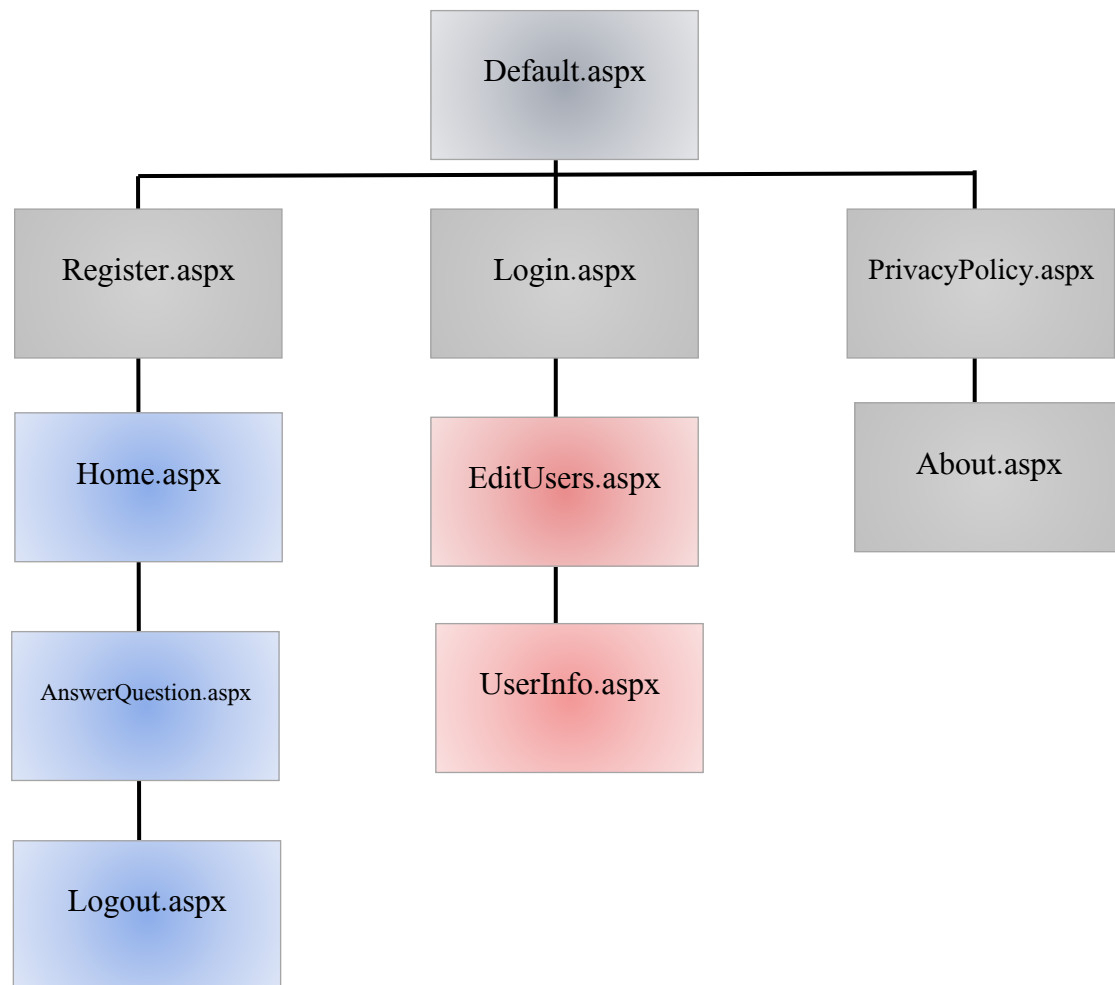 Default.aspx
Register.aspx
Login.aspx
PrivacyPolicy.aspx
Home.aspx
EditUsers.aspx
About.aspx
AnswerQuestion.aspx
UserInfo.aspx
Logout.aspx